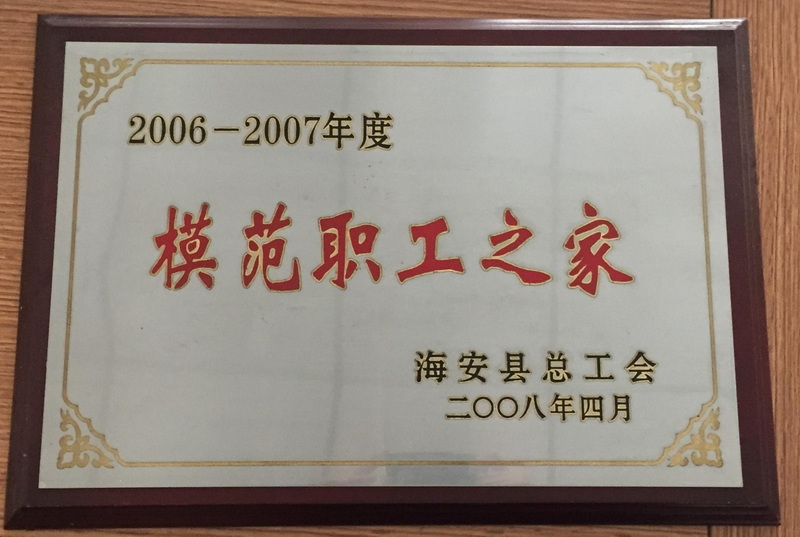 2006－2007年度
模范职工之家
海安县总工会
二〇〇八年四月